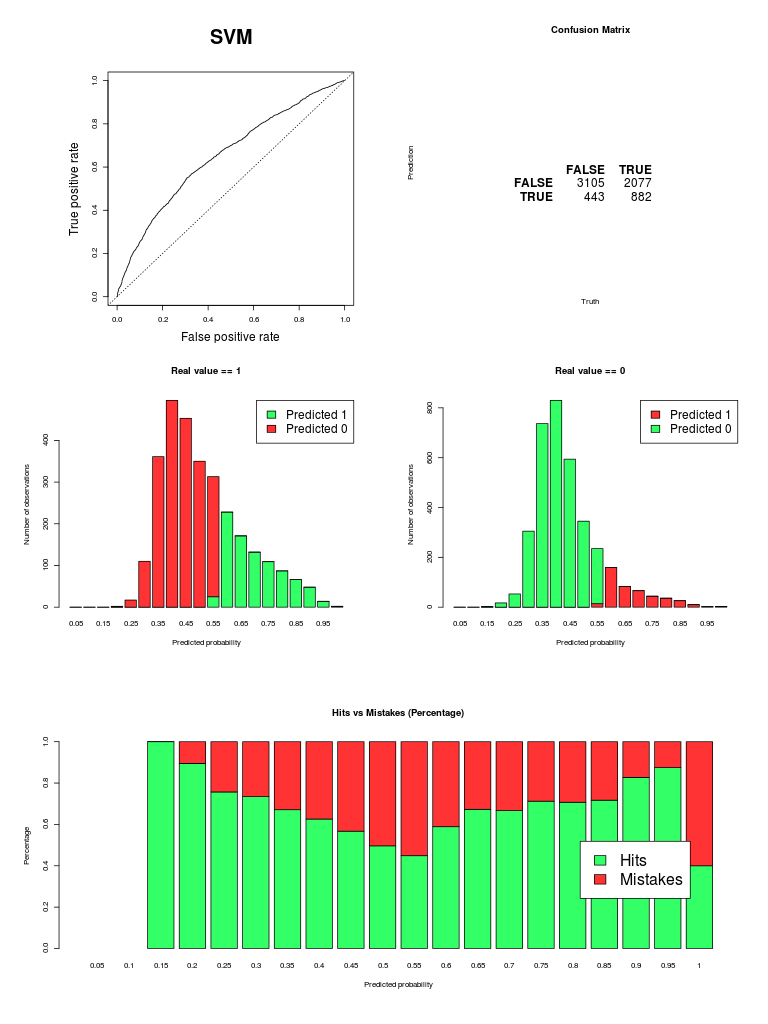 SVM
True positive rate
0.0 0.2 0.4 0.6 0.8 1.0
0.0 0.2 0.4 0.6 0.8 1.0
False positive rate
Confusion Matrix
Prediction
FALSE TRUE
FALSE 3105 2077
TRUE 443 882
Truth
Real value == 1
Number of observations
0 100 200 300 400
Predicted 1
Predicted 0
0.05 0.15 0.25 0.35 0.45 0.55 0.65 0.75 0.85 0.95
Predicted probability
Real value == 0
Number of observations
0 200 400 600 800
Predicted 1
Predicted 0
0.05 0.15 0.25 0.35 0.45 0.55 0.65 0.75 0.85 0.95
Predicted probability
Hits vs Mistakes (Percentage)
Percentage
0.0 0.2 0.4 0.6 0.8 1.0
Hits
Mistakes
0.05 0.1 0.15 0.2 0.25 0.3 0.35 0.4 0.45 0.5 0.55 0.6 0.65 0.7 0.75 0.8 0.85 0.9 0.95 1
Predicted probability